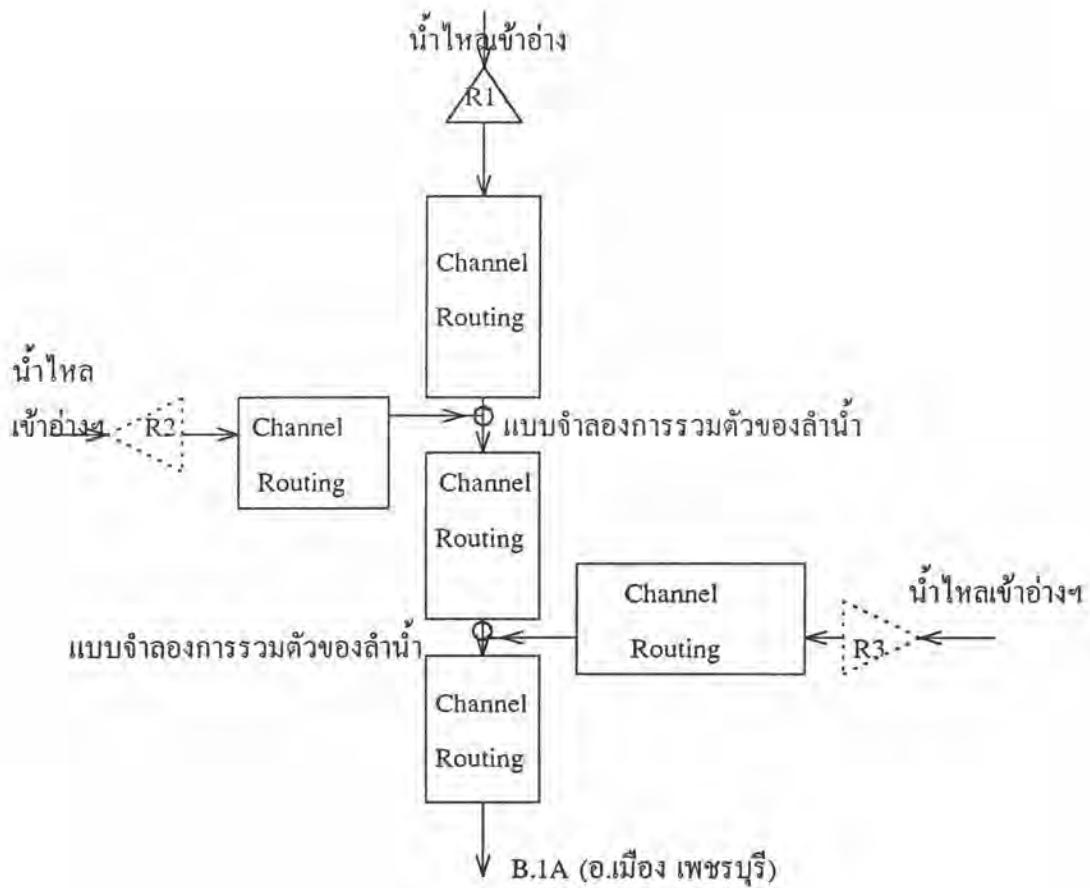 น้ำไหลเข้าอ่าง
R1
Channel
Routing
น้ำไหล
เข้าอ่างฯ
R2
Channel
Routing
แบบจำลองการรวมตัวของลำน้ำ
Channel
Routing
Channel
Routing
น้ำไหลเข้าอ่างฯ
R3
แบบจำลองการรวมตัวของลำน้ำ
Channel
Routing
B.1A (อ.เมือง เพชรบุรี)